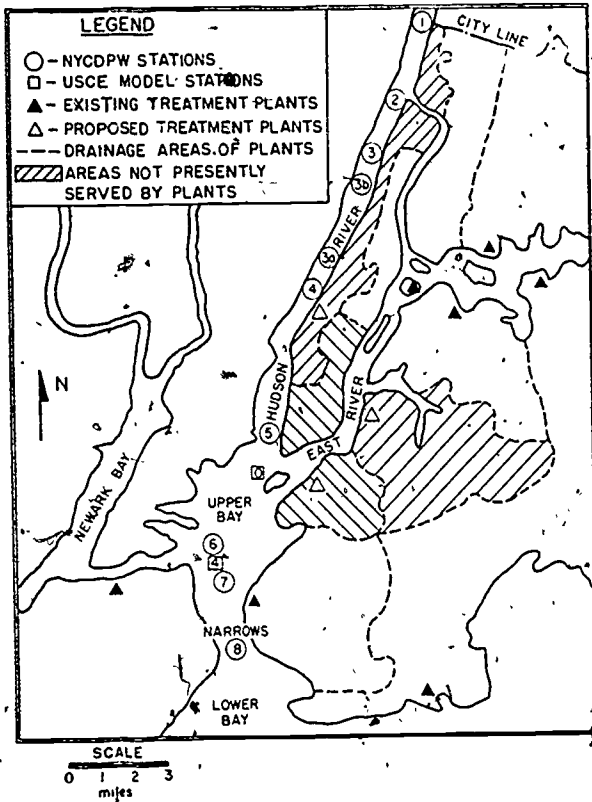 LEGEND
- NYCDPW STATIONS
- USCE MODEL STATIONS
- EXISTING TREATMENT PLANTS
- PROPOSED TREATMENT PLANTS
- DRAINAGE AREAS OF PLANTS
AREAS NOT PRESENTLY
SERVED BY PLANTS
1
CITY LINE
2
3
3b
3b
RIVER
4
N
HUDSON
5
EAST
RIVER
NEWARK BAY
UPPER
BAY
6
4
7
NARROWS
8
LOWER
BAY
SCALE
0 1 2 3
miles